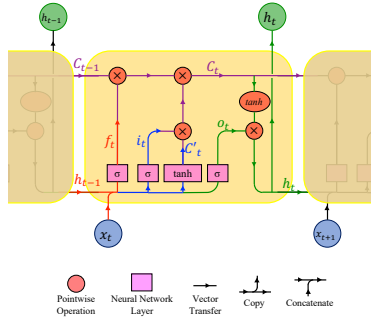 h_{t-1} h_t
C_{t-1} × × C_t
tanh
f_t i_t × C'_t o_t ×
σ σ tanh σ
h_{t-1} h_t
x_t x_{t+1}
Pointwise Operation
Neural Network Layer
Vector Transfer
Copy
Concatenate